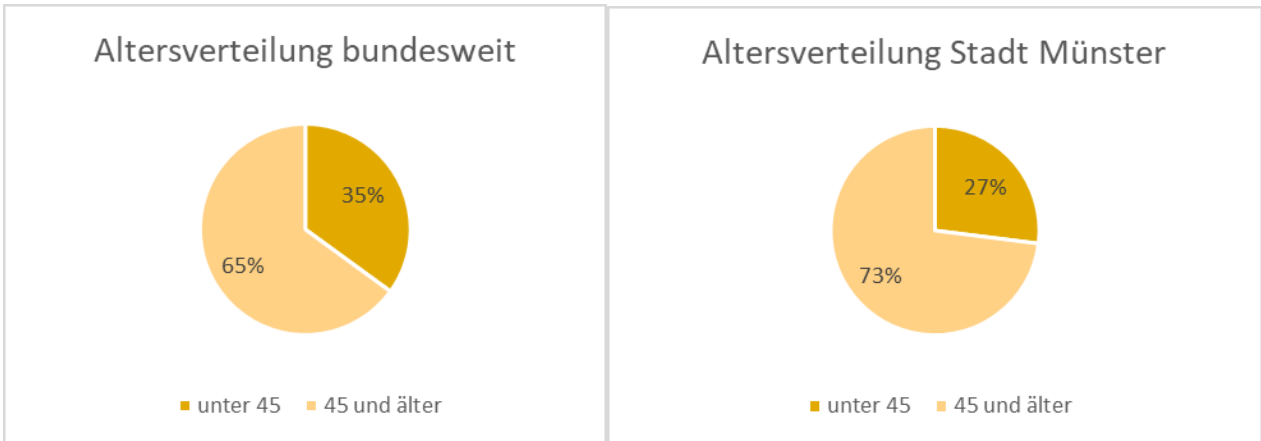 Altersverteilung bundesweit
35%
65%
unter 45 45 und älter
Altersverteilung Stadt Münster
27%
73%
unter 45 45 und älter